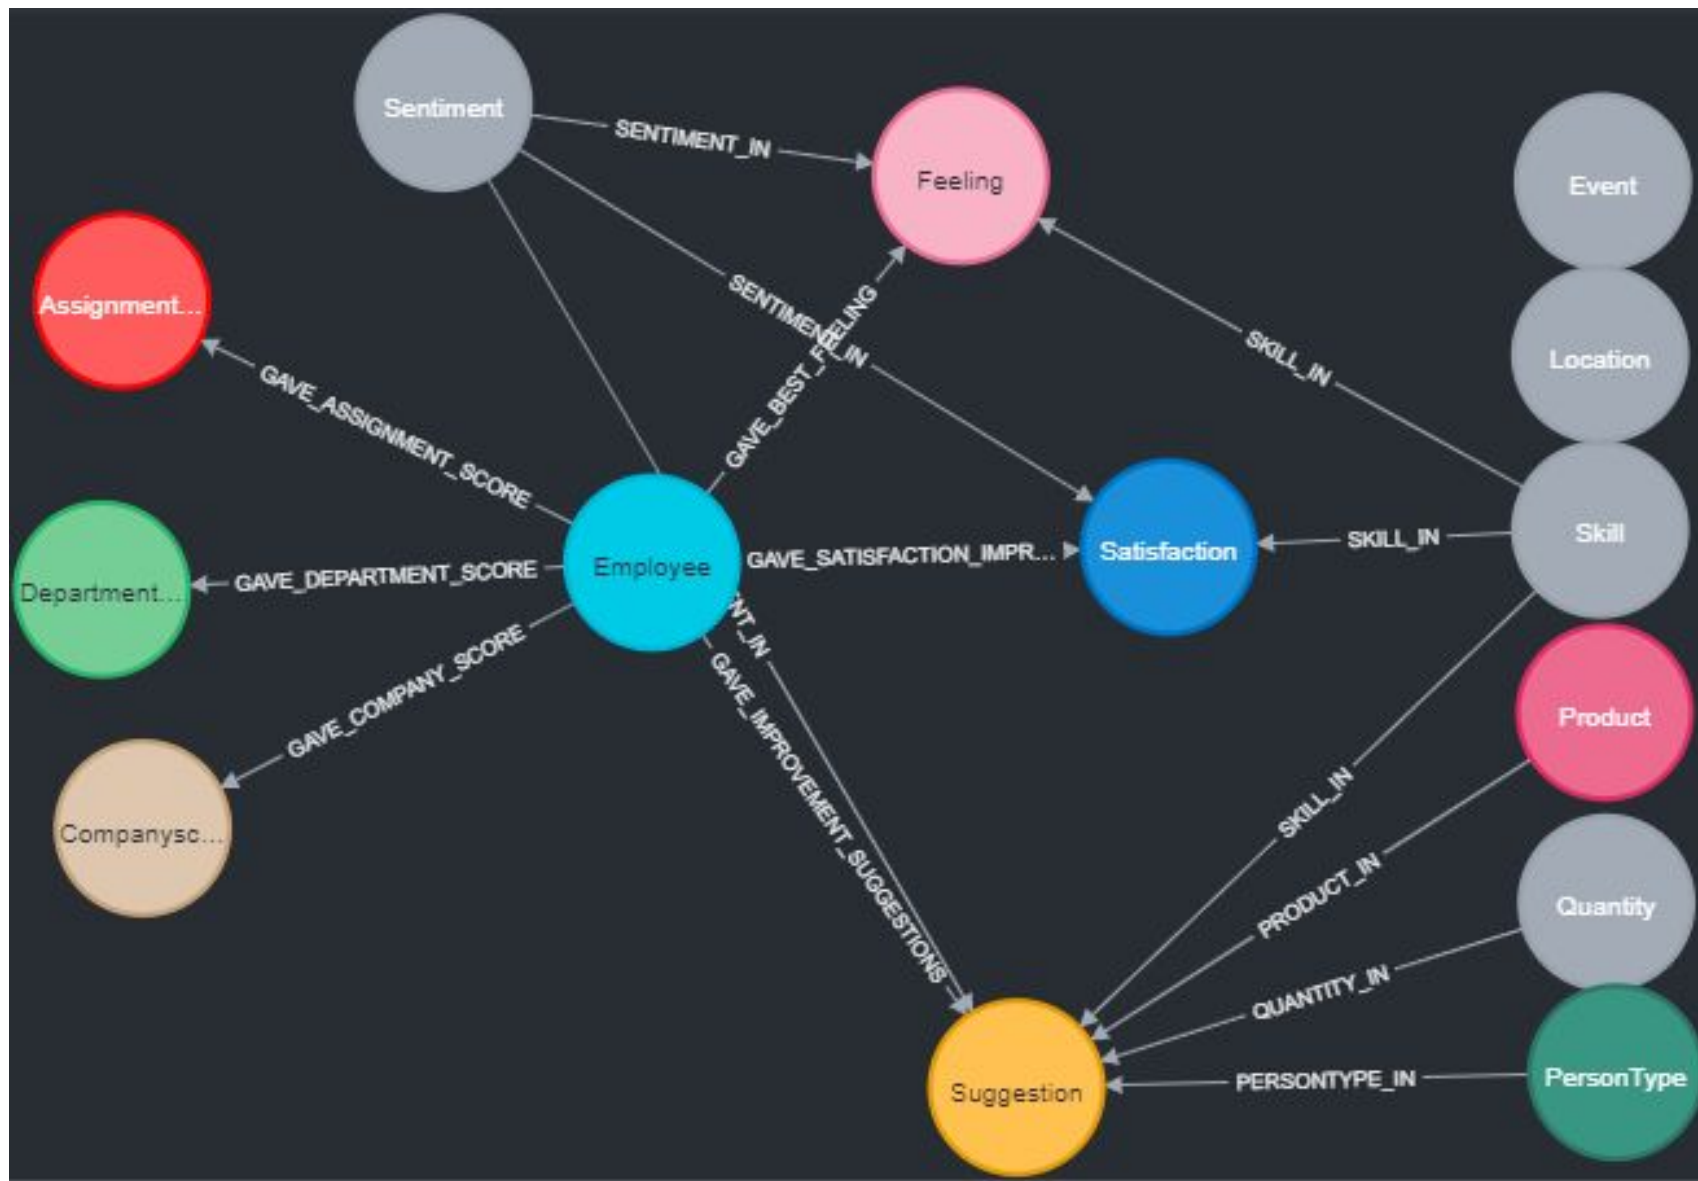 Sentiment
SENTIMENT_IN
Feeling
Event
Assignment...
SENTIMENT_IN
GAVE_BEST_FEELING
SKILL_IN
Location
GAVE_ASSIGNMENT_SCORE
Employee
GAVE_SATISFACTION_IMPR...
Satisfaction
SKILL_IN
Skill
Department...
GAVE_DEPARTMENT_SCORE
ENT_IN
GAVE_COMPANY_SCORE
GAVE_IMPROVEMENT_SUGGESTIONS
Product
Companysc...
SKILL_IN
PRODUCT_IN
Quantity
QUANTITY_IN
Suggestion
PERSONTYPE_IN
PersonType